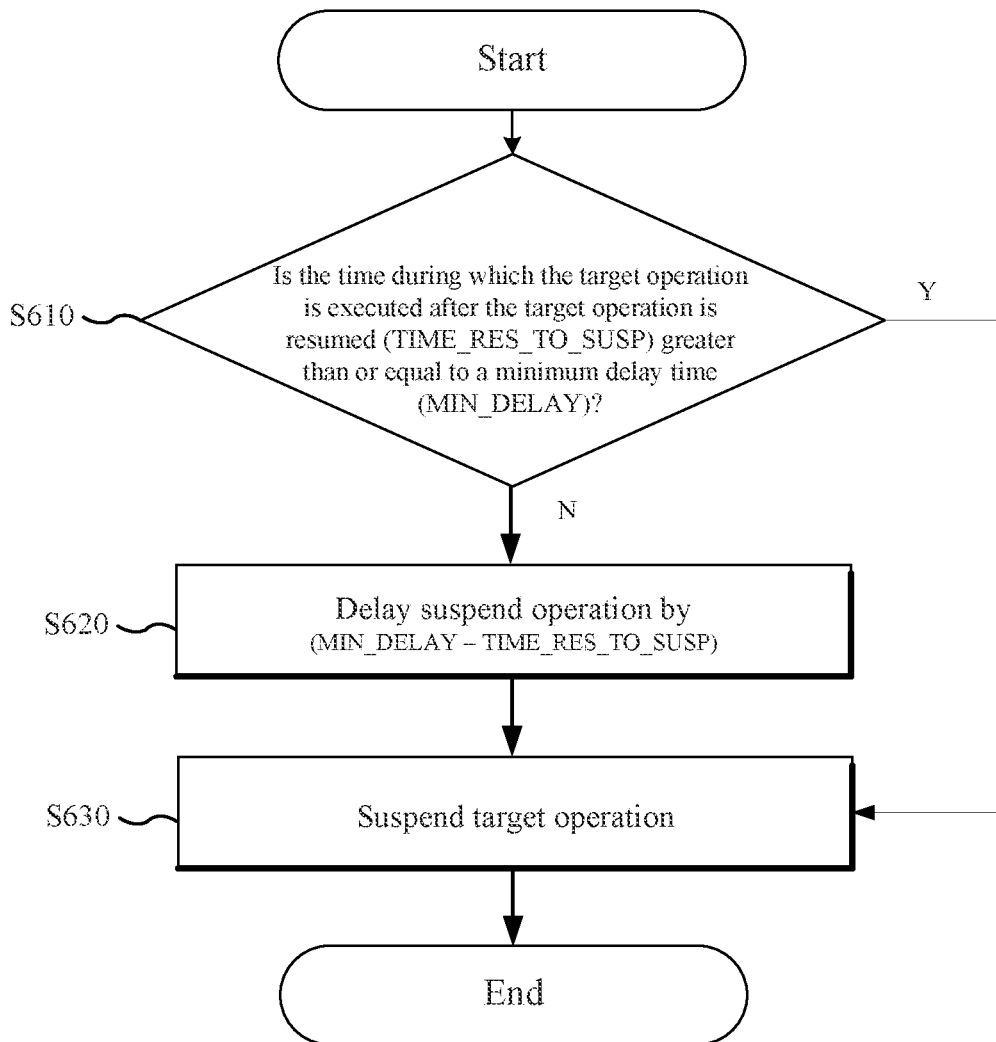 Start
Is the time during which the target operation
is executed after the target operation is
resumed (TIME_RES_TO_SUSP) greater
than or equal to a minimum delay time
(MIN_DELAY)?
S610
Y
N
Delay suspend operation by
(MIN_DELAY – TIME_RES_TO_SUSP)
S620
Suspend target operation
S630
End